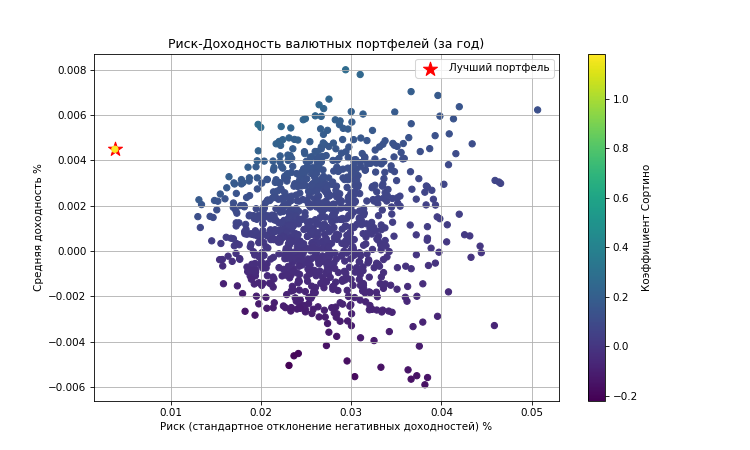 Риск-Доходность валютных портфелей (за год)
Лучший портфель
Средняя доходность %
0.008
0.006
0.004
0.002
0.000
−0.002
−0.004
−0.006
0.01 0.02 0.03 0.04 0.05
Риск (стандартное отклонение негативных доходностей) %
1.0
0.8
0.6
0.4
0.2
0.0
−0.2
Коэффициент Сортино